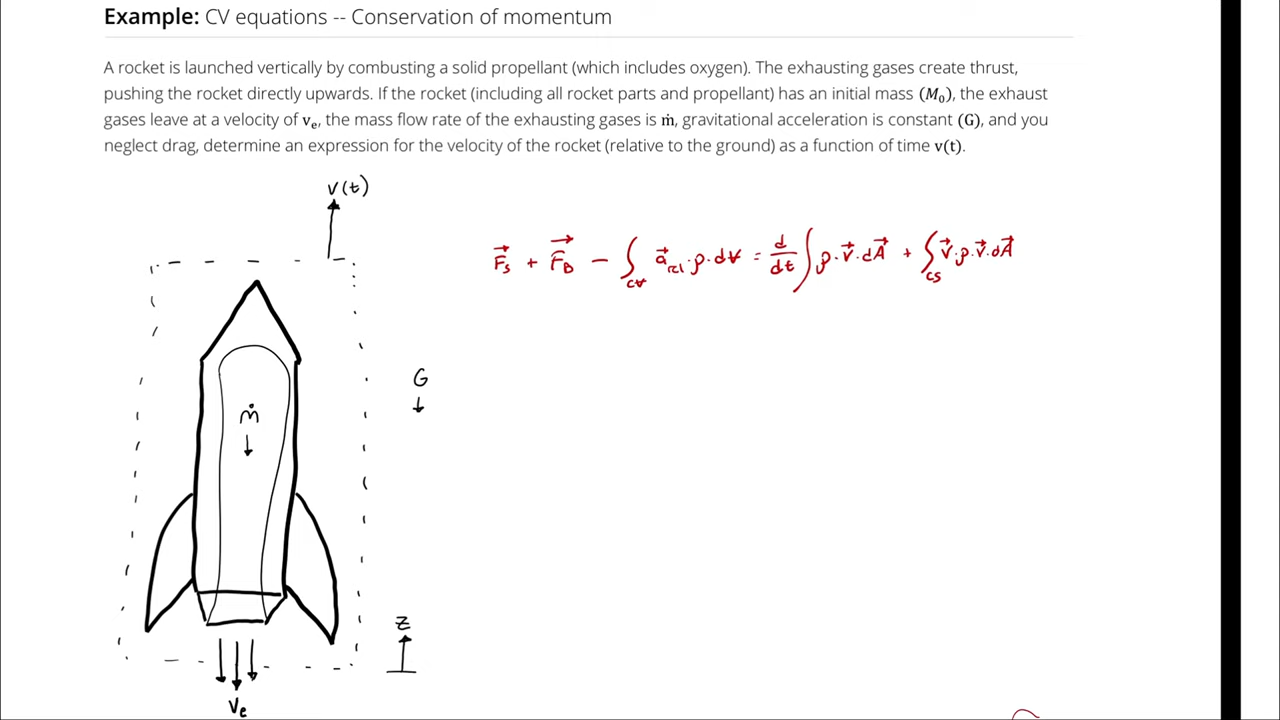 Example: CV equations -- Conservation of momentum
A rocket is launched vertically by combusting a solid propellant (which includes oxygen). The exhausting gases create thrust,
pushing the rocket directly upwards. If the rocket (including all rocket parts and propellant) has an initial mass (M₀), the exhaust
gases leave at a velocity of vₑ, the mass flow rate of the exhausting gases is ṁ, gravitational acceleration is constant (G), and you
neglect drag, determine an expression for the velocity of the rocket (relative to the ground) as a function of time v(t).
V(t)
F⃗s + F⃗B − ∫cv a⃗rel·ρ·dV = d/dt ∫ρ·V⃗·dA⃗ + ∫cs V⃗·ρ·V⃗·dA⃗
G
ṁ
Z
Ve